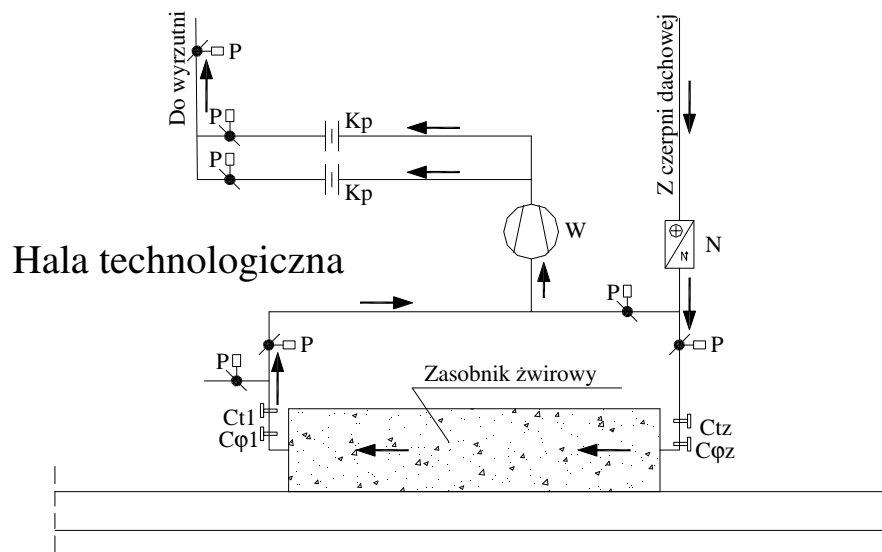 Do wyrzutni
P
Z czerpni dachowej
P
Kp
P
Kp
W
N
Hala technologiczna
P
P
P
P
Zasobnik żwirowy
Ct1
Cφ1
Ctz
Cφz